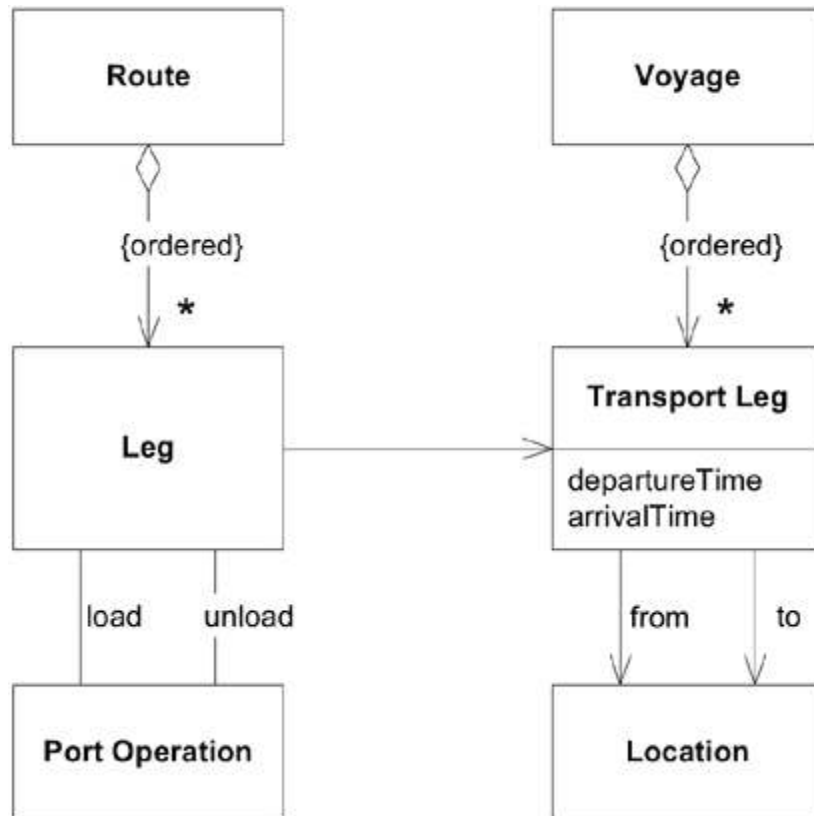 Route
Voyage
{ordered}
{ordered}
*
*
Leg
Transport Leg
departureTime
arrivalTime
load
unload
from
to
Port Operation
Location